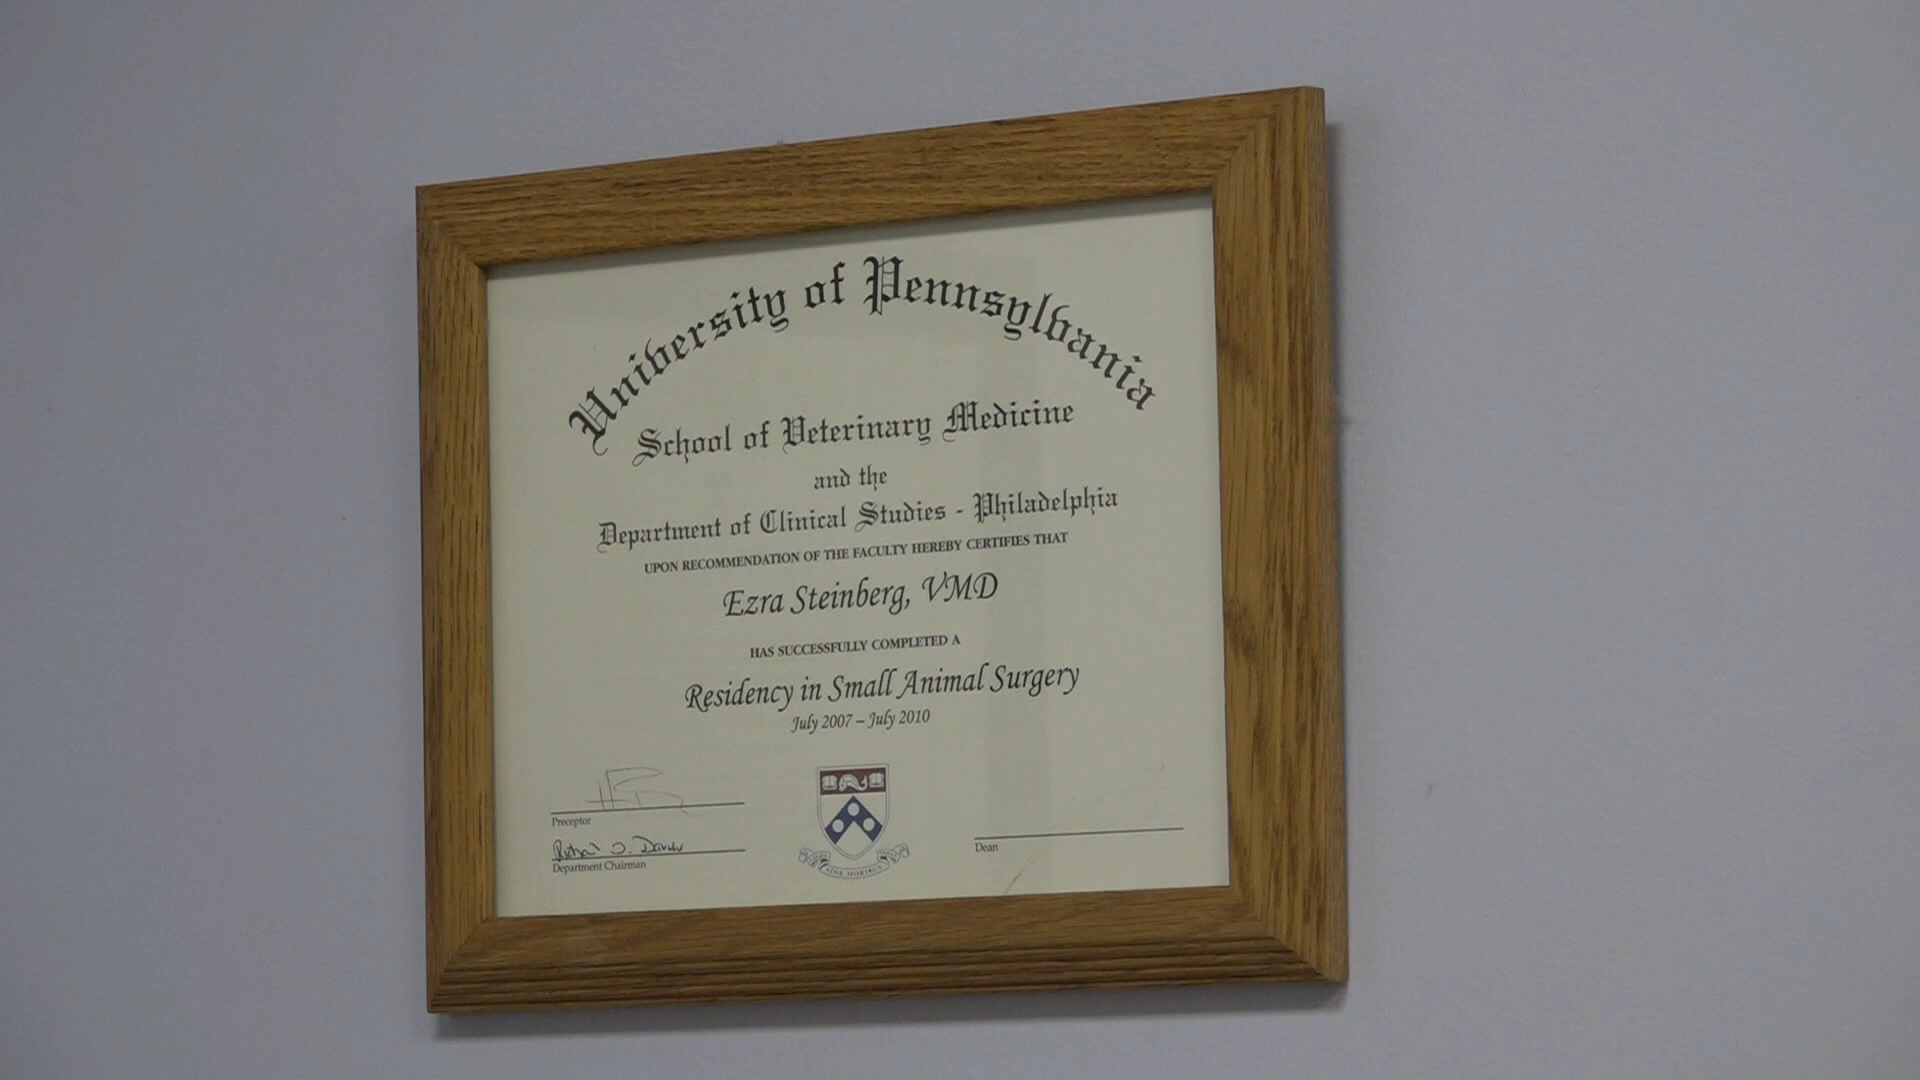 University of Pennsylvania
School of Veterinary Medicine
and the
Department of Clinical Studies - Philadelphia
UPON RECOMMENDATION OF THE FACULTY HEREBY CERTIFIES THAT
Ezra Steinberg, VMD
HAS SUCCESSFULLY COMPLETED A
Residency in Small Animal Surgery
July 2007 – July 2010
Preceptor
Department Chairman
Dean
SINE MORIBUS